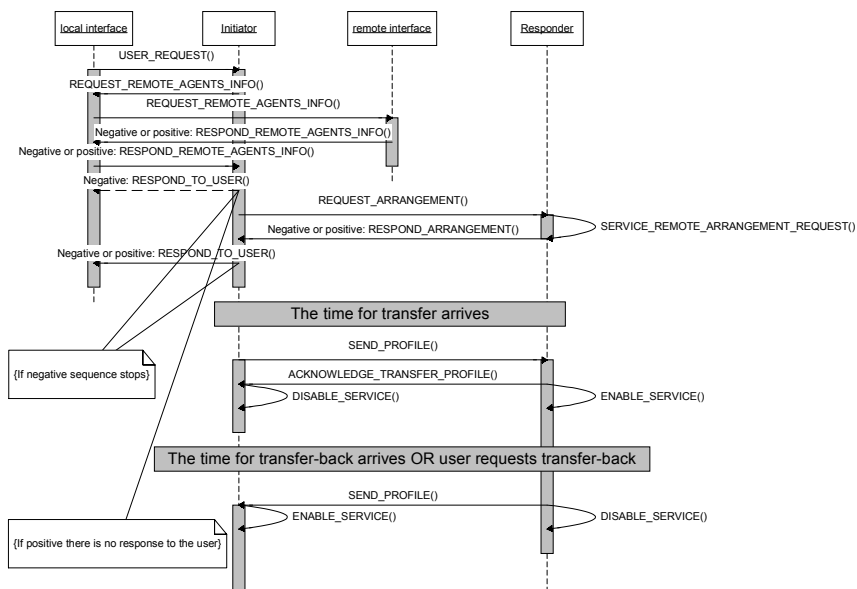 local interface
Initiator
remote interface
Responder
USER_REQUEST()
REQUEST_REMOTE_AGENTS_INFO()
REQUEST_REMOTE_AGENTS_INFO()
Negative or positive: RESPOND_REMOTE_AGENTS_INFO()
Negative or positive: RESPOND_REMOTE_AGENTS_INFO()
Negative: RESPOND_TO_USER()
REQUEST_ARRANGEMENT()
Negative or positive: RESPOND_ARRANGEMENT()
SERVICE_REMOTE_ARRANGEMENT_REQUEST()
Negative or positive: RESPOND_TO_USER()
The time for transfer arrives
SEND_PROFILE()
{If negative sequence stops}
ACKNOWLEDGE_TRANSFER_PROFILE()
DISABLE_SERVICE()
ENABLE_SERVICE()
The time for transfer-back arrives OR user requests transfer-back
SEND_PROFILE()
ENABLE_SERVICE()
DISABLE_SERVICE()
{If positive there is no response to the user}